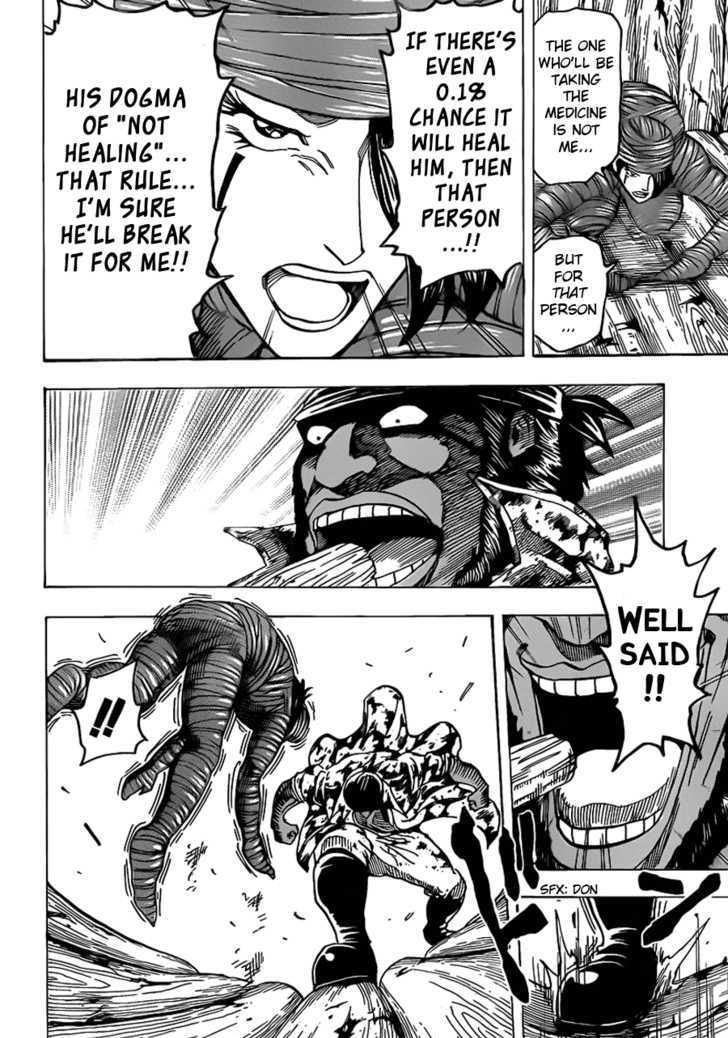 THE ONE
WHO'LL BE
TAKING
THE
MEDICINE
IS NOT
ME...
BUT
FOR
THAT
PERSON
...
IF THERE'S
EVEN A
0.1%
CHANCE IT
WILL HEAL
HIM, THEN
THAT
PERSON
...!!
HIS DOGMA
OF "NOT
HEALING"...
THAT RULE...
I'M SURE
HE'LL BREAK
IT FOR ME!!
WELL
SAID
!!
SFX: DON
!!